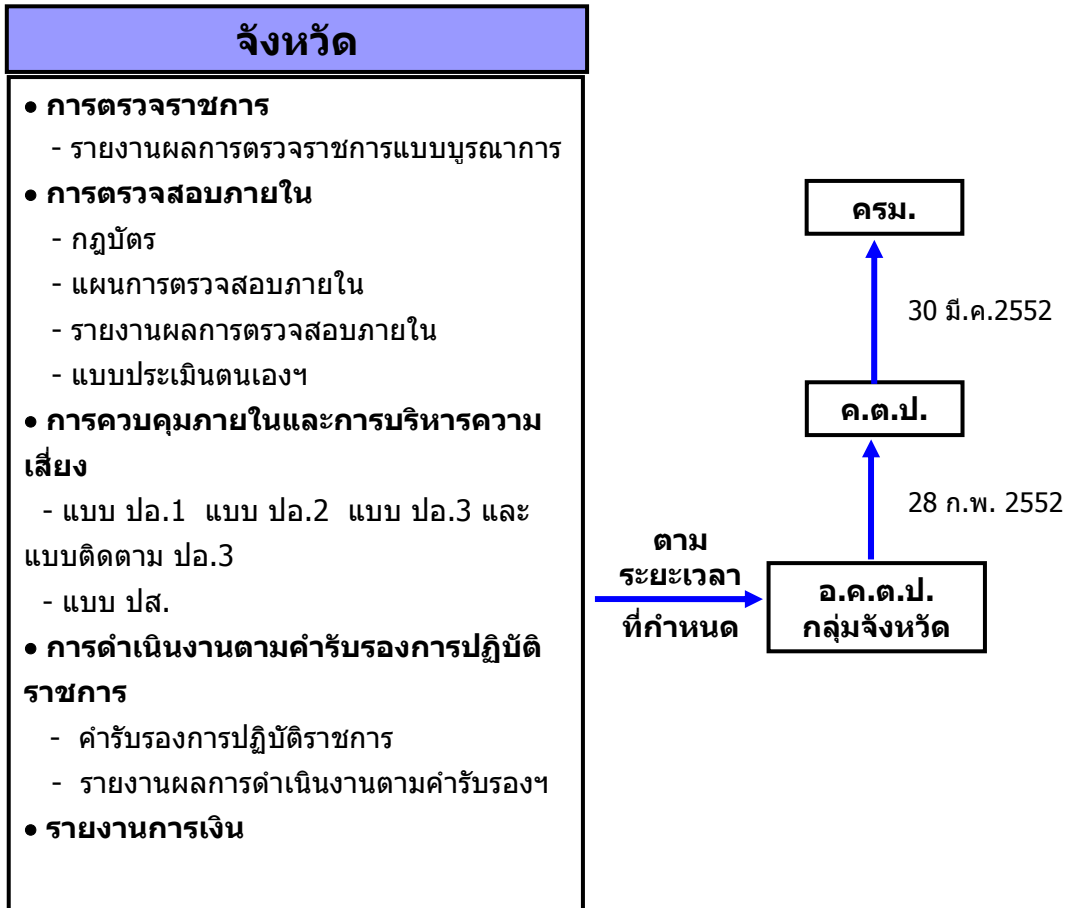 จังหวัด
• การตรวจราชการ
- รายงานผลการตรวจราชการแบบบูรณาการ
• การตรวจสอบภายใน
- กฎบัตร
- แผนการตรวจสอบภายใน
- รายงานผลการตรวจสอบภายใน
- แบบประเมินตนเองฯ
• การควบคุมภายในและการบริหารความ
เสี่ยง
- แบบ ปอ.1 แบบ ปอ.2 แบบ ปอ.3 และ
แบบติดตาม ปอ.3
- แบบ ปส.
• การดำเนินงานตามคำรับรองการปฏิบัติ
ราชการ
- คำรับรองการปฏิบัติราชการ
- รายงานผลการดำเนินงานตามคำรับรองฯ
• รายงานการเงิน
ตาม
ระยะเวลา
ที่กำหนด
ครม.
30 มี.ค.2552
ค.ต.ป.
28 ก.พ. 2552
อ.ค.ต.ป.
กลุ่มจังหวัด